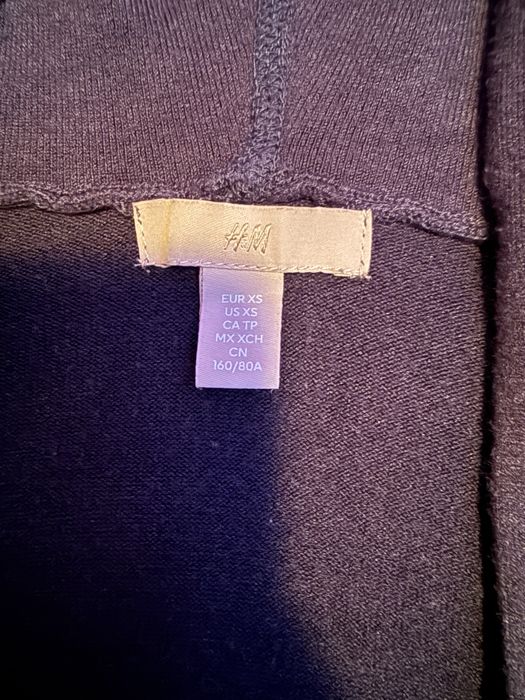 H&M
EUR XS
US XS
CA TP
MX XCH
CN
160/80A